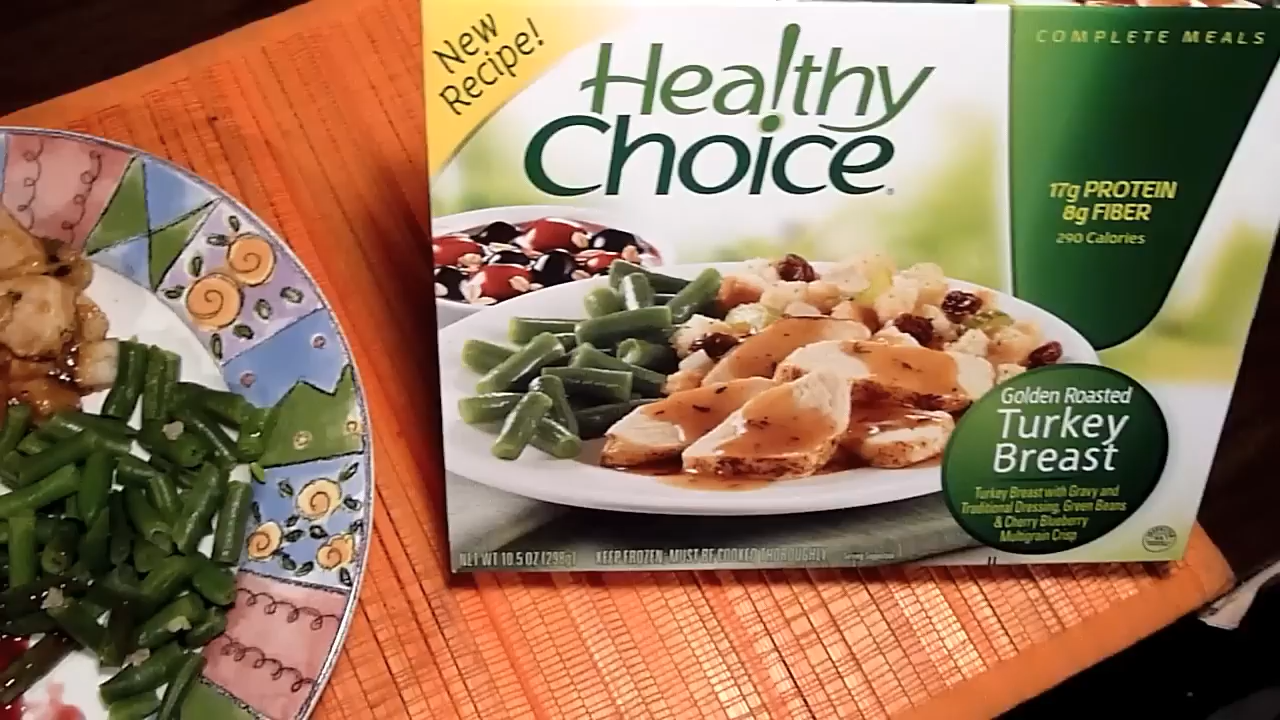 New
Recipe!
Healthy
Choice
COMPLETE MEALS
17g PROTEIN
8g FIBER
290 Calories
Golden Roasted
Turkey
Breast
Turkey Breast with Gravy and
Traditional Dressing, Green Beans
& Cherry Blueberry
Multigrain Crisp
NET WT 10.5 OZ (298g) KEEP FROZEN: MUST BE COOKED THOROUGHLY Serving Suggestion